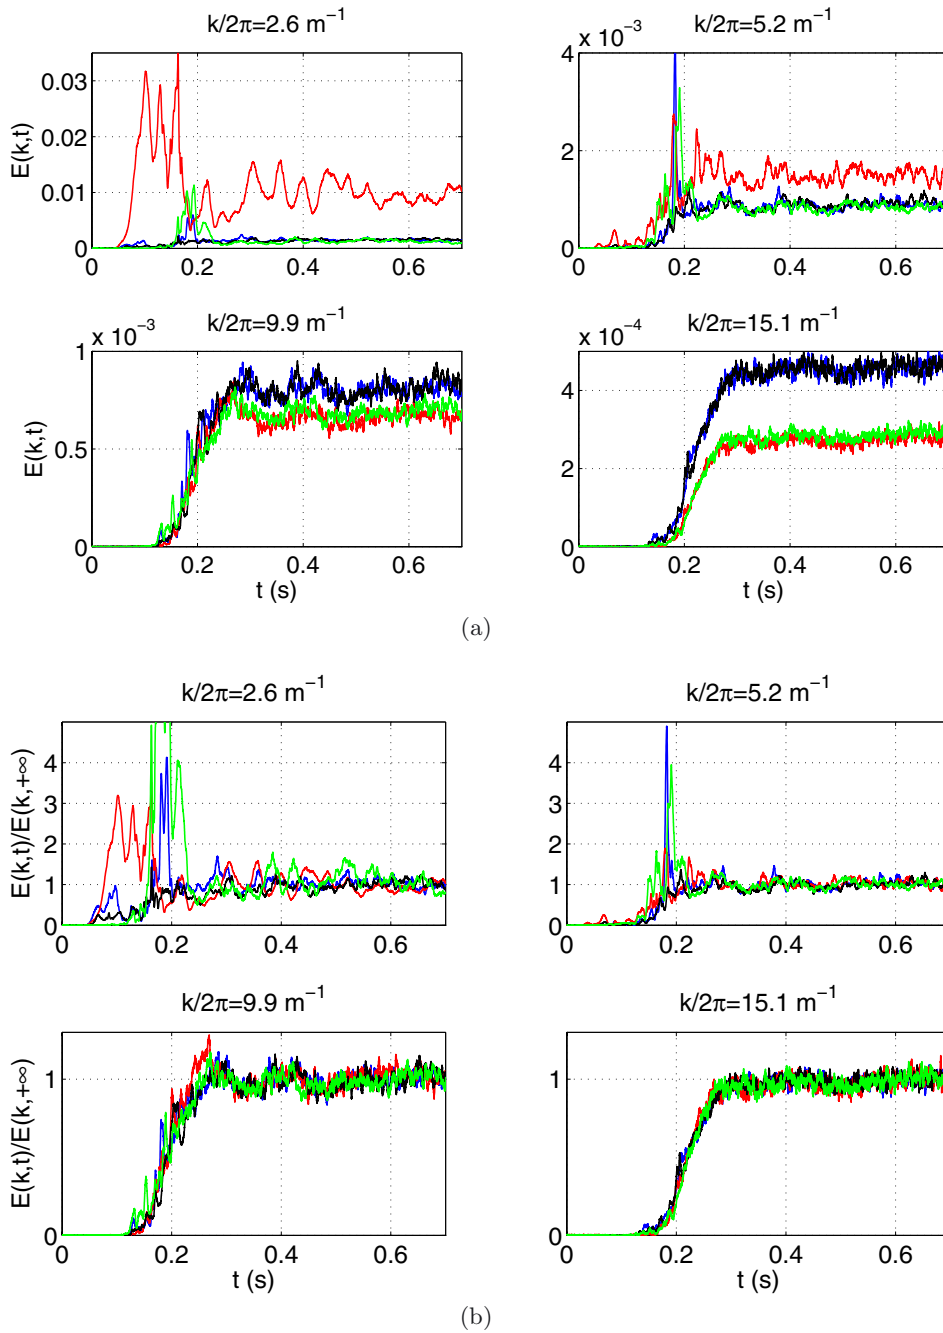 k/2π=2.6 m⁻¹
k/2π=5.2 m⁻¹
x 10⁻³
E(k,t)
0.03
0.02
0.01
0
0 0.2 0.4 0.6
4
2
0
0 0.2 0.4 0.6
k/2π=9.9 m⁻¹
k/2π=15.1 m⁻¹
x 10⁻³
x 10⁻⁴
E(k,t)
1
0.5
0
0 0.2 0.4 0.6
t (s)
4
2
0
0 0.2 0.4 0.6
t (s)
(a)
k/2π=2.6 m⁻¹
k/2π=5.2 m⁻¹
E(k,t)/E(k,+∞)
4
3
2
1
0
0 0.2 0.4 0.6
4
3
2
1
0
0 0.2 0.4 0.6
k/2π=9.9 m⁻¹
k/2π=15.1 m⁻¹
E(k,t)/E(k,+∞)
1
0
0 0.2 0.4 0.6
t (s)
1
0
0 0.2 0.4 0.6
t (s)
(b)